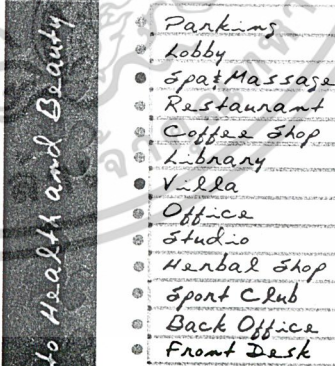 to Health and Beauty
Parking
Lobby
Spa & Massage
Restaurant
Coffee Shop
Library
Villa
Office
Studio
Herbal Shop
Sport Club
Back Office
Front Desk